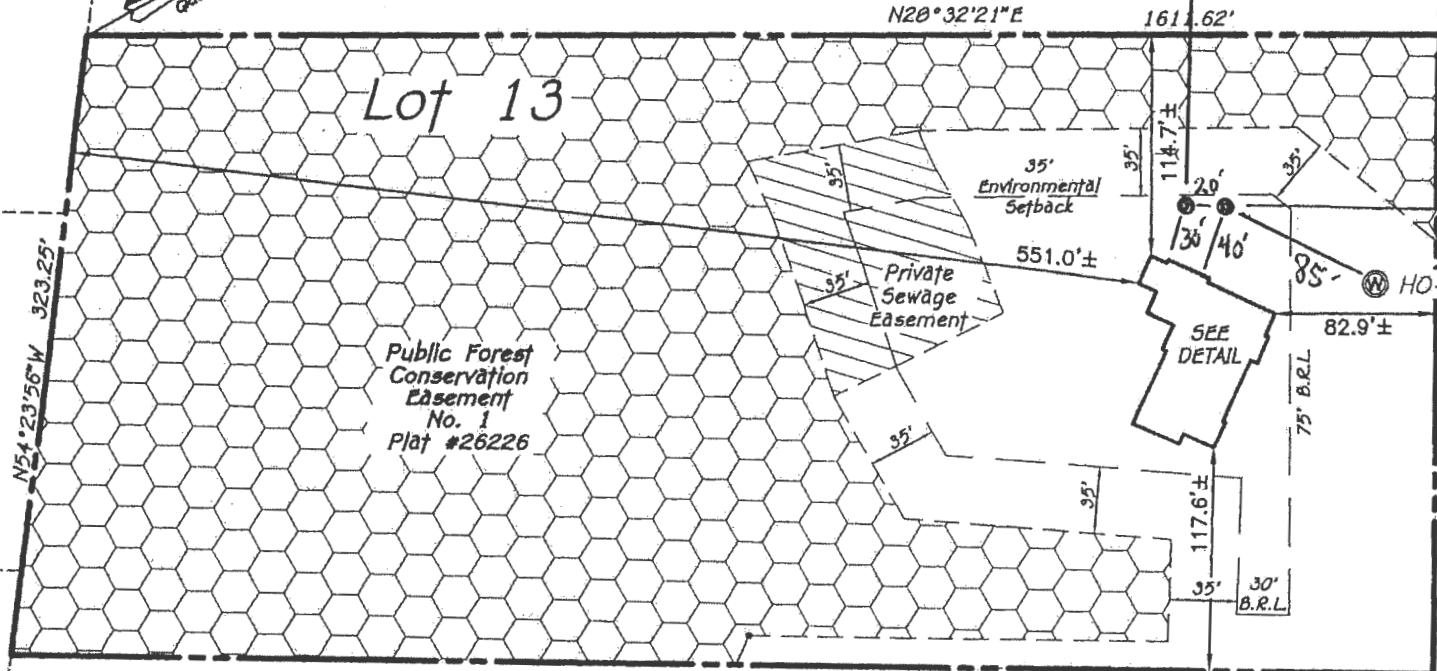 N28°32'21"E 1611.62'
Lot 13
114.7'±
35'
35'
35'
35'
Environmental
Setback
20'
30'
40'
85'
W HO-
551.0'±
82.9'±
N54°23'56"W 323.25'
Private
Sewage
Easement
35'
SEE
DETAIL
75' B.R.L
Public Forest
Conservation
Easement
No. 1
Plat #26226
35'
35'
117.6'±
35'
30'
B.R.L.